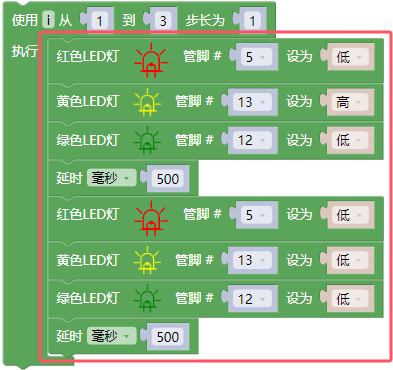 使用 i 从 1 到 3 步长为 1
执行
红色LED灯 管脚 # 5 设为 低
黄色LED灯 管脚 # 13 设为 高
绿色LED灯 管脚 # 12 设为 低
延时 毫秒 500
红色LED灯 管脚 # 5 设为 低
黄色LED灯 管脚 # 13 设为 低
绿色LED灯 管脚 # 12 设为 低
延时 毫秒 500